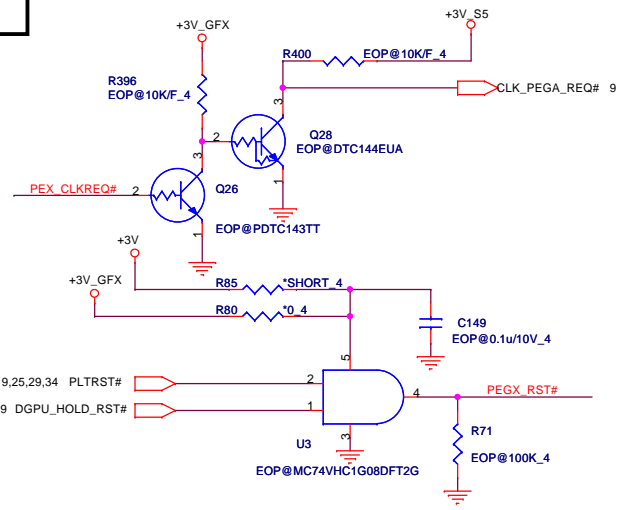 +3V_S5
+3V_GFX
R400 EOP@10K/F_4
R396
EOP@10K/F_4
CLK_PEGA_REQ# 9
3
2
Q28
EOP@DTC144EUA
3
1
PEX_CLKREQ# 2
Q26
1
EOP@PDTC143TT
+3V
+3V_GFX
R85 *SHORT_4
R80 *0_4
C149
EOP@0.1u/10V_4
5
9,25,29,34 PLTRST# 2
4 PEGX_RST#
9 DGPU_HOLD_RST# 1
3
U3
R71
EOP@100K_4
EOP@MC74VHC1G08DFT2G